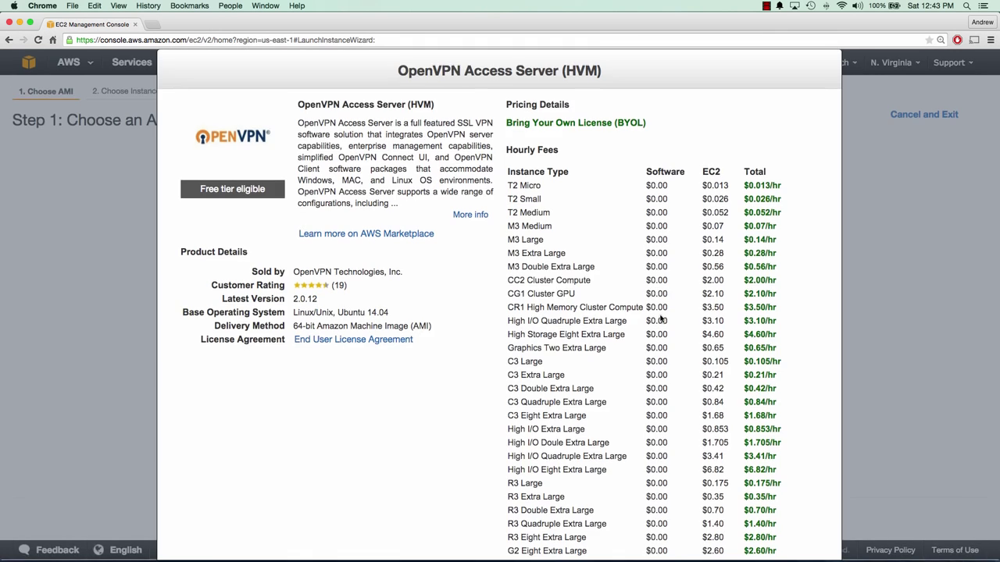 Chrome File Edit View History Bookmarks People Window Help 100% Sat 12:43 PM
EC2 Management Console Andrew
https://console.aws.amazon.com/ec2/v2/home?region=us-east-1#LaunchInstanceWizard:
AWS Services N. Virginia Support
1. Choose AMI 2. Choose Instanc
Step 1: Choose an A
Cancel and Exit
OpenVPN Access Server (HVM)
OPENVPN
Free tier eligible
OpenVPN Access Server (HVM)
OpenVPN Access Server is a full featured SSL VPN
software solution that integrates OpenVPN server
capabilities, enterprise management capabilities,
simplified OpenVPN Connect UI, and OpenVPN
Client software packages that accommodate
Windows, MAC, and Linux OS environments.
OpenVPN Access Server supports a wide range of
configurations, including ...
More info
Learn more on AWS Marketplace
Product Details
Sold by OpenVPN Technologies, Inc.
Customer Rating (19)
Latest Version 2.0.12
Base Operating System Linux/Unix, Ubuntu 14.04
Delivery Method 64-bit Amazon Machine Image (AMI)
License Agreement End User License Agreement
Pricing Details
Bring Your Own License (BYOL)
Hourly Fees
Instance Type Software EC2 Total
T2 Micro $0.00 $0.013 $0.013/hr
T2 Small $0.00 $0.026 $0.026/hr
T2 Medium $0.00 $0.052 $0.052/hr
M3 Medium $0.00 $0.07 $0.07/hr
M3 Large $0.00 $0.14 $0.14/hr
M3 Extra Large $0.00 $0.28 $0.28/hr
M3 Double Extra Large $0.00 $0.56 $0.56/hr
CC2 Cluster Compute $0.00 $2.00 $2.00/hr
CG1 Cluster GPU $0.00 $2.10 $2.10/hr
CR1 High Memory Cluster Compute $0.00 $3.50 $3.50/hr
High I/O Quadruple Extra Large $0.00 $3.10 $3.10/hr
High Storage Eight Extra Large $0.00 $4.60 $4.60/hr
Graphics Two Extra Large $0.00 $0.65 $0.65/hr
C3 Large $0.00 $0.105 $0.105/hr
C3 Extra Large $0.00 $0.21 $0.21/hr
C3 Double Extra Large $0.00 $0.42 $0.42/hr
C3 Quadruple Extra Large $0.00 $0.84 $0.84/hr
C3 Eight Extra Large $0.00 $1.68 $1.68/hr
High I/O Extra Large $0.00 $0.853 $0.853/hr
High I/O Doule Extra Large $0.00 $1.705 $1.705/hr
High I/O Quadruple Extra Large $0.00 $3.41 $3.41/hr
High I/O Eight Extra Large $0.00 $6.82 $6.82/hr
R3 Large $0.00 $0.175 $0.175/hr
R3 Extra Large $0.00 $0.35 $0.35/hr
R3 Double Extra Large $0.00 $0.70 $0.70/hr
R3 Quadruple Extra Large $0.00 $1.40 $1.40/hr
R3 Eight Extra Large $0.00 $2.80 $2.80/hr
G2 Eight Extra Large $0.00 $2.60 $2.60/hr
Feedback English Privacy Policy Terms of Use